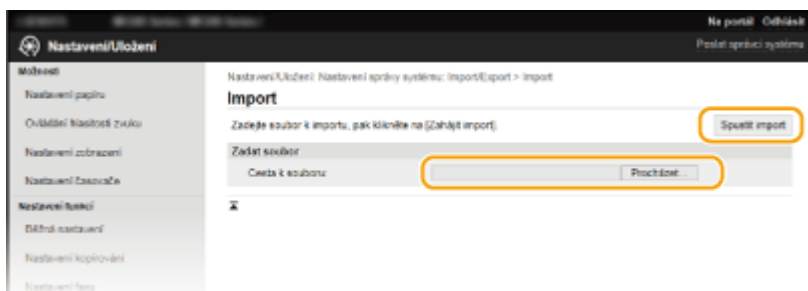 Na portál Odhlásit
Nastavení/Uložení
Poslat správci systému
Možnosti
Nastavení papíru
Ovládání hlasitosti zvuku
Nastavení zobrazení
Nastavení časovače
Nastavení funkcí
Běžná nastavení
Nastavení kopírování
Nastavení faxu
Nastavení/Uložení: Nastavení správy systému: Import/Export > Import
Import
Zadejte soubor k importu, pak klikněte na [Zahájit import].
Spustit import
Zadat soubor
Cesta k souboru
Procházet...